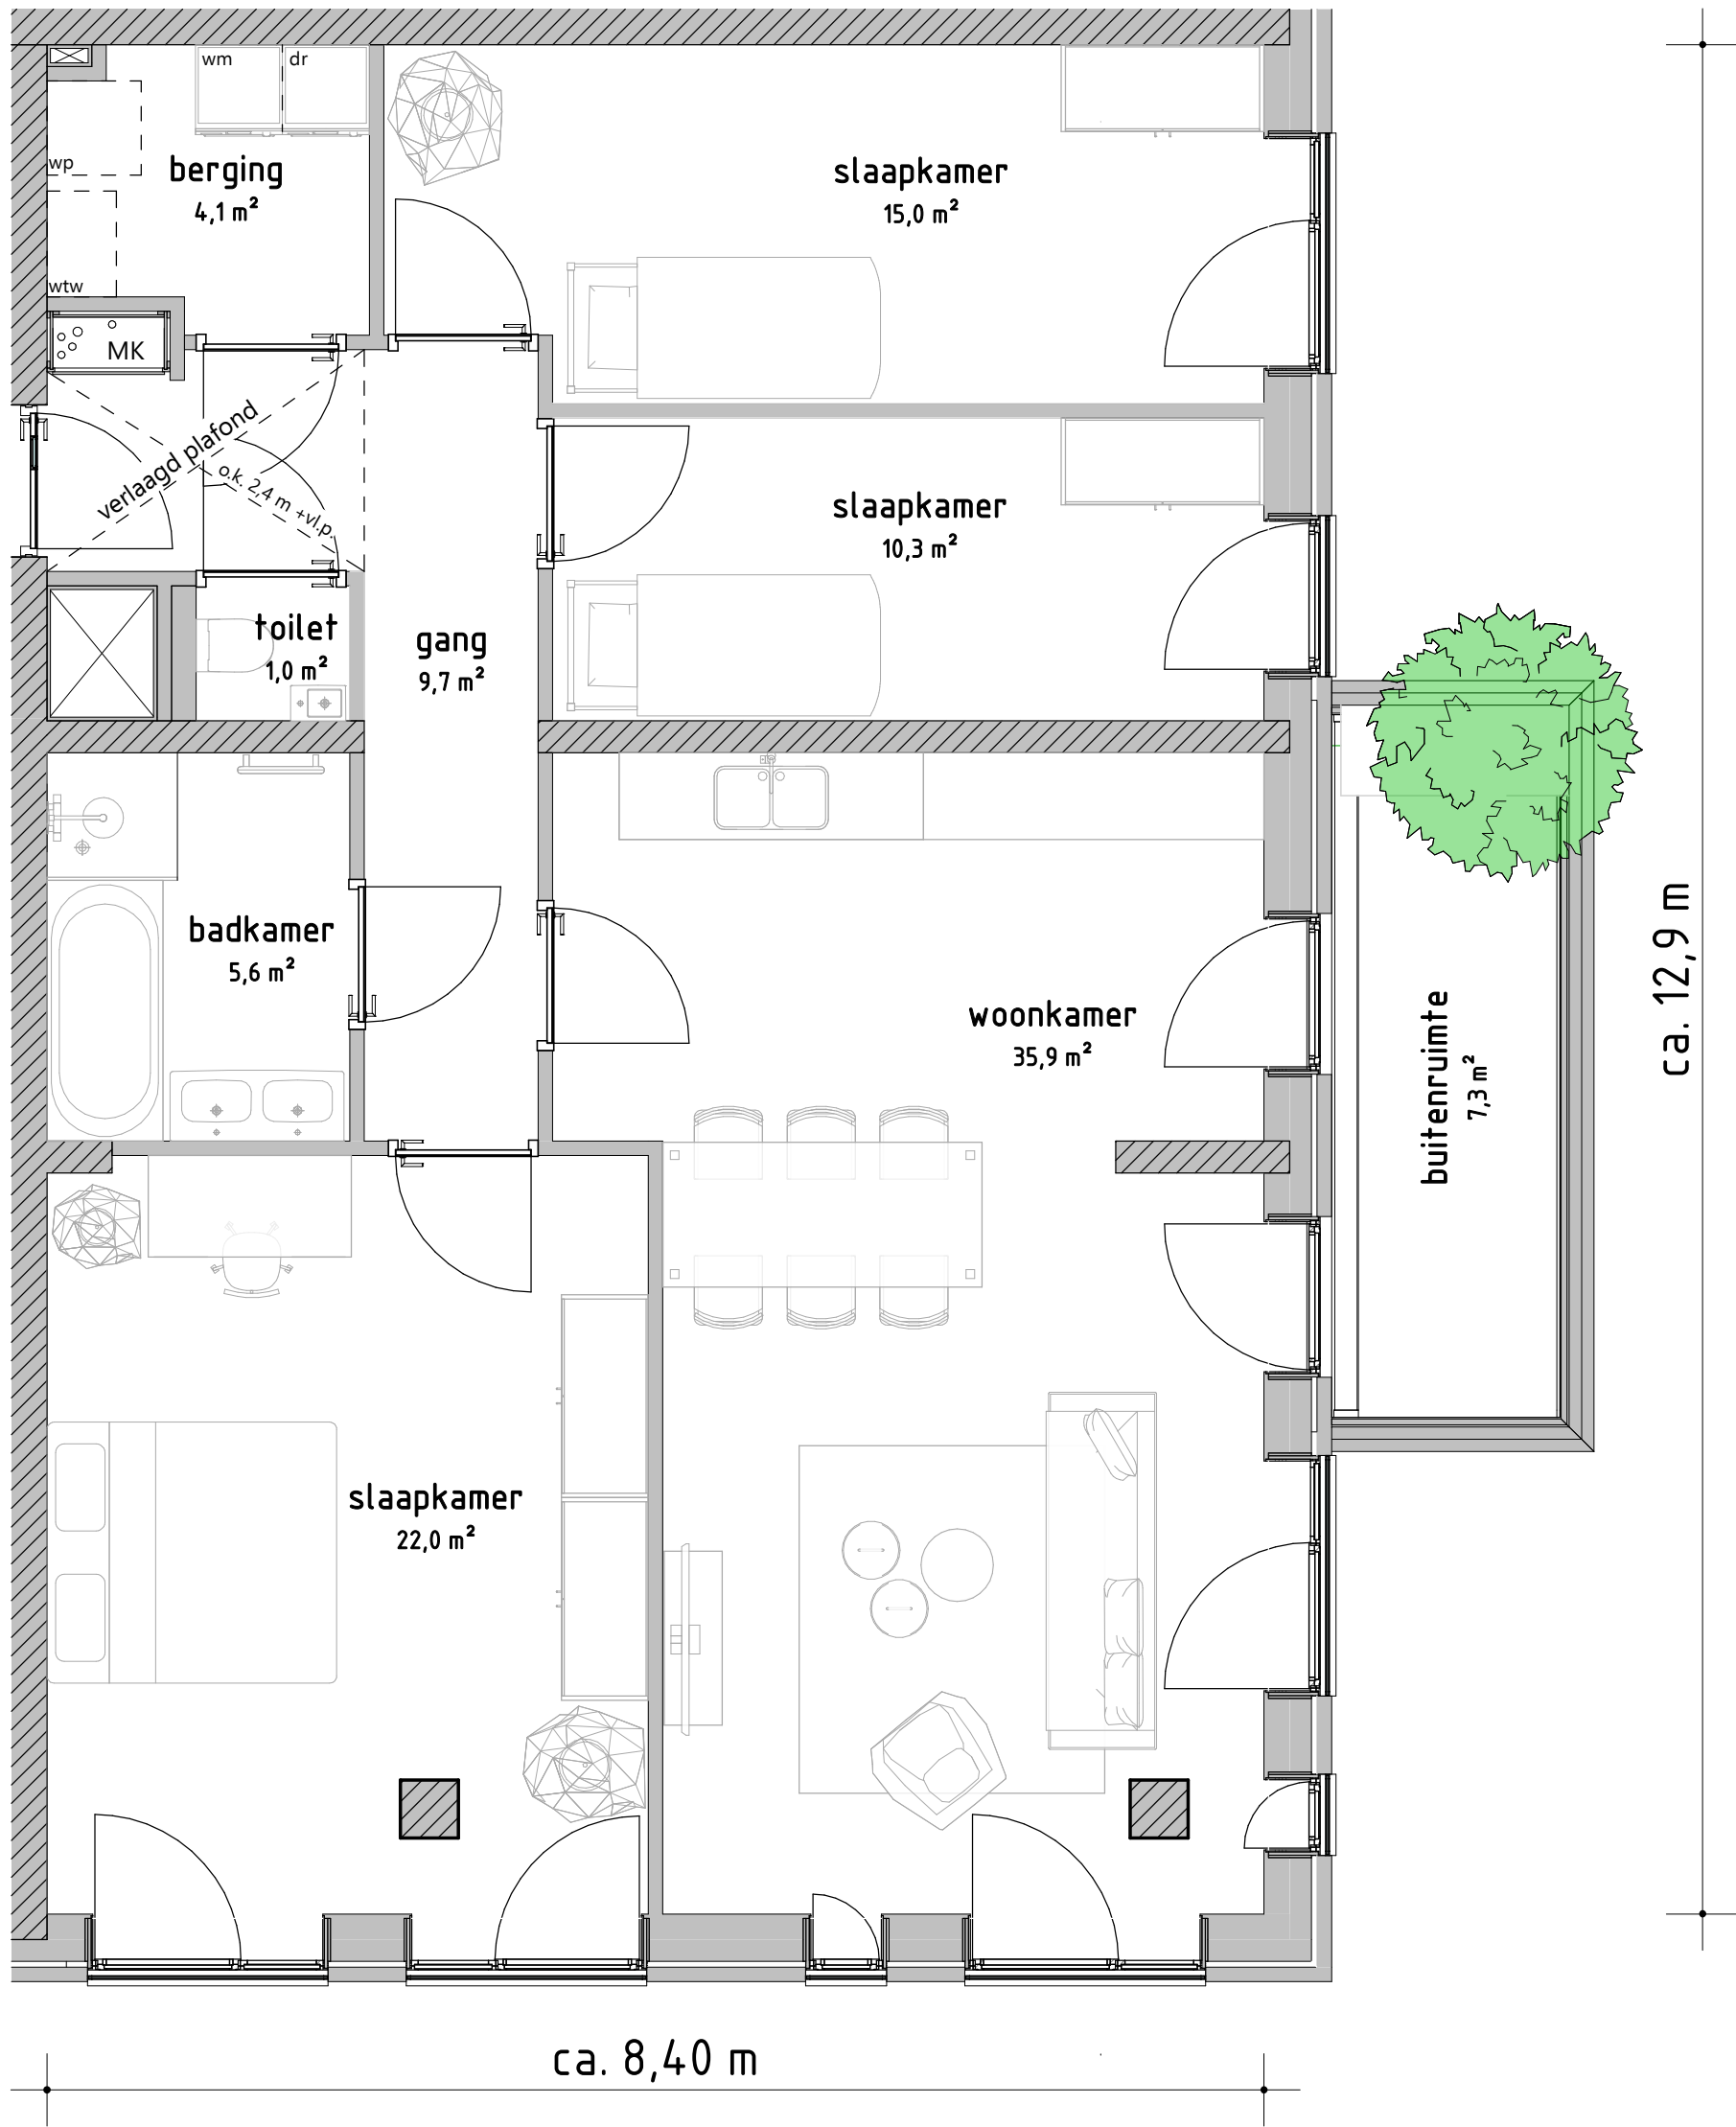 wm
dr
wp
berging
4,1 m²
wtw
MK
slaapkamer
15,0 m²
verlaagd plafond
o.k. 2,4 m +vl.p.
slaapkamer
10,3 m²
toilet
1,0 m²
gang
9,7 m²
badkamer
5,6 m²
woonkamer
35,9 m²
buitenruimte
7,3 m²
ca. 12,9 m
slaapkamer
22,0 m²
ca. 8,40 m